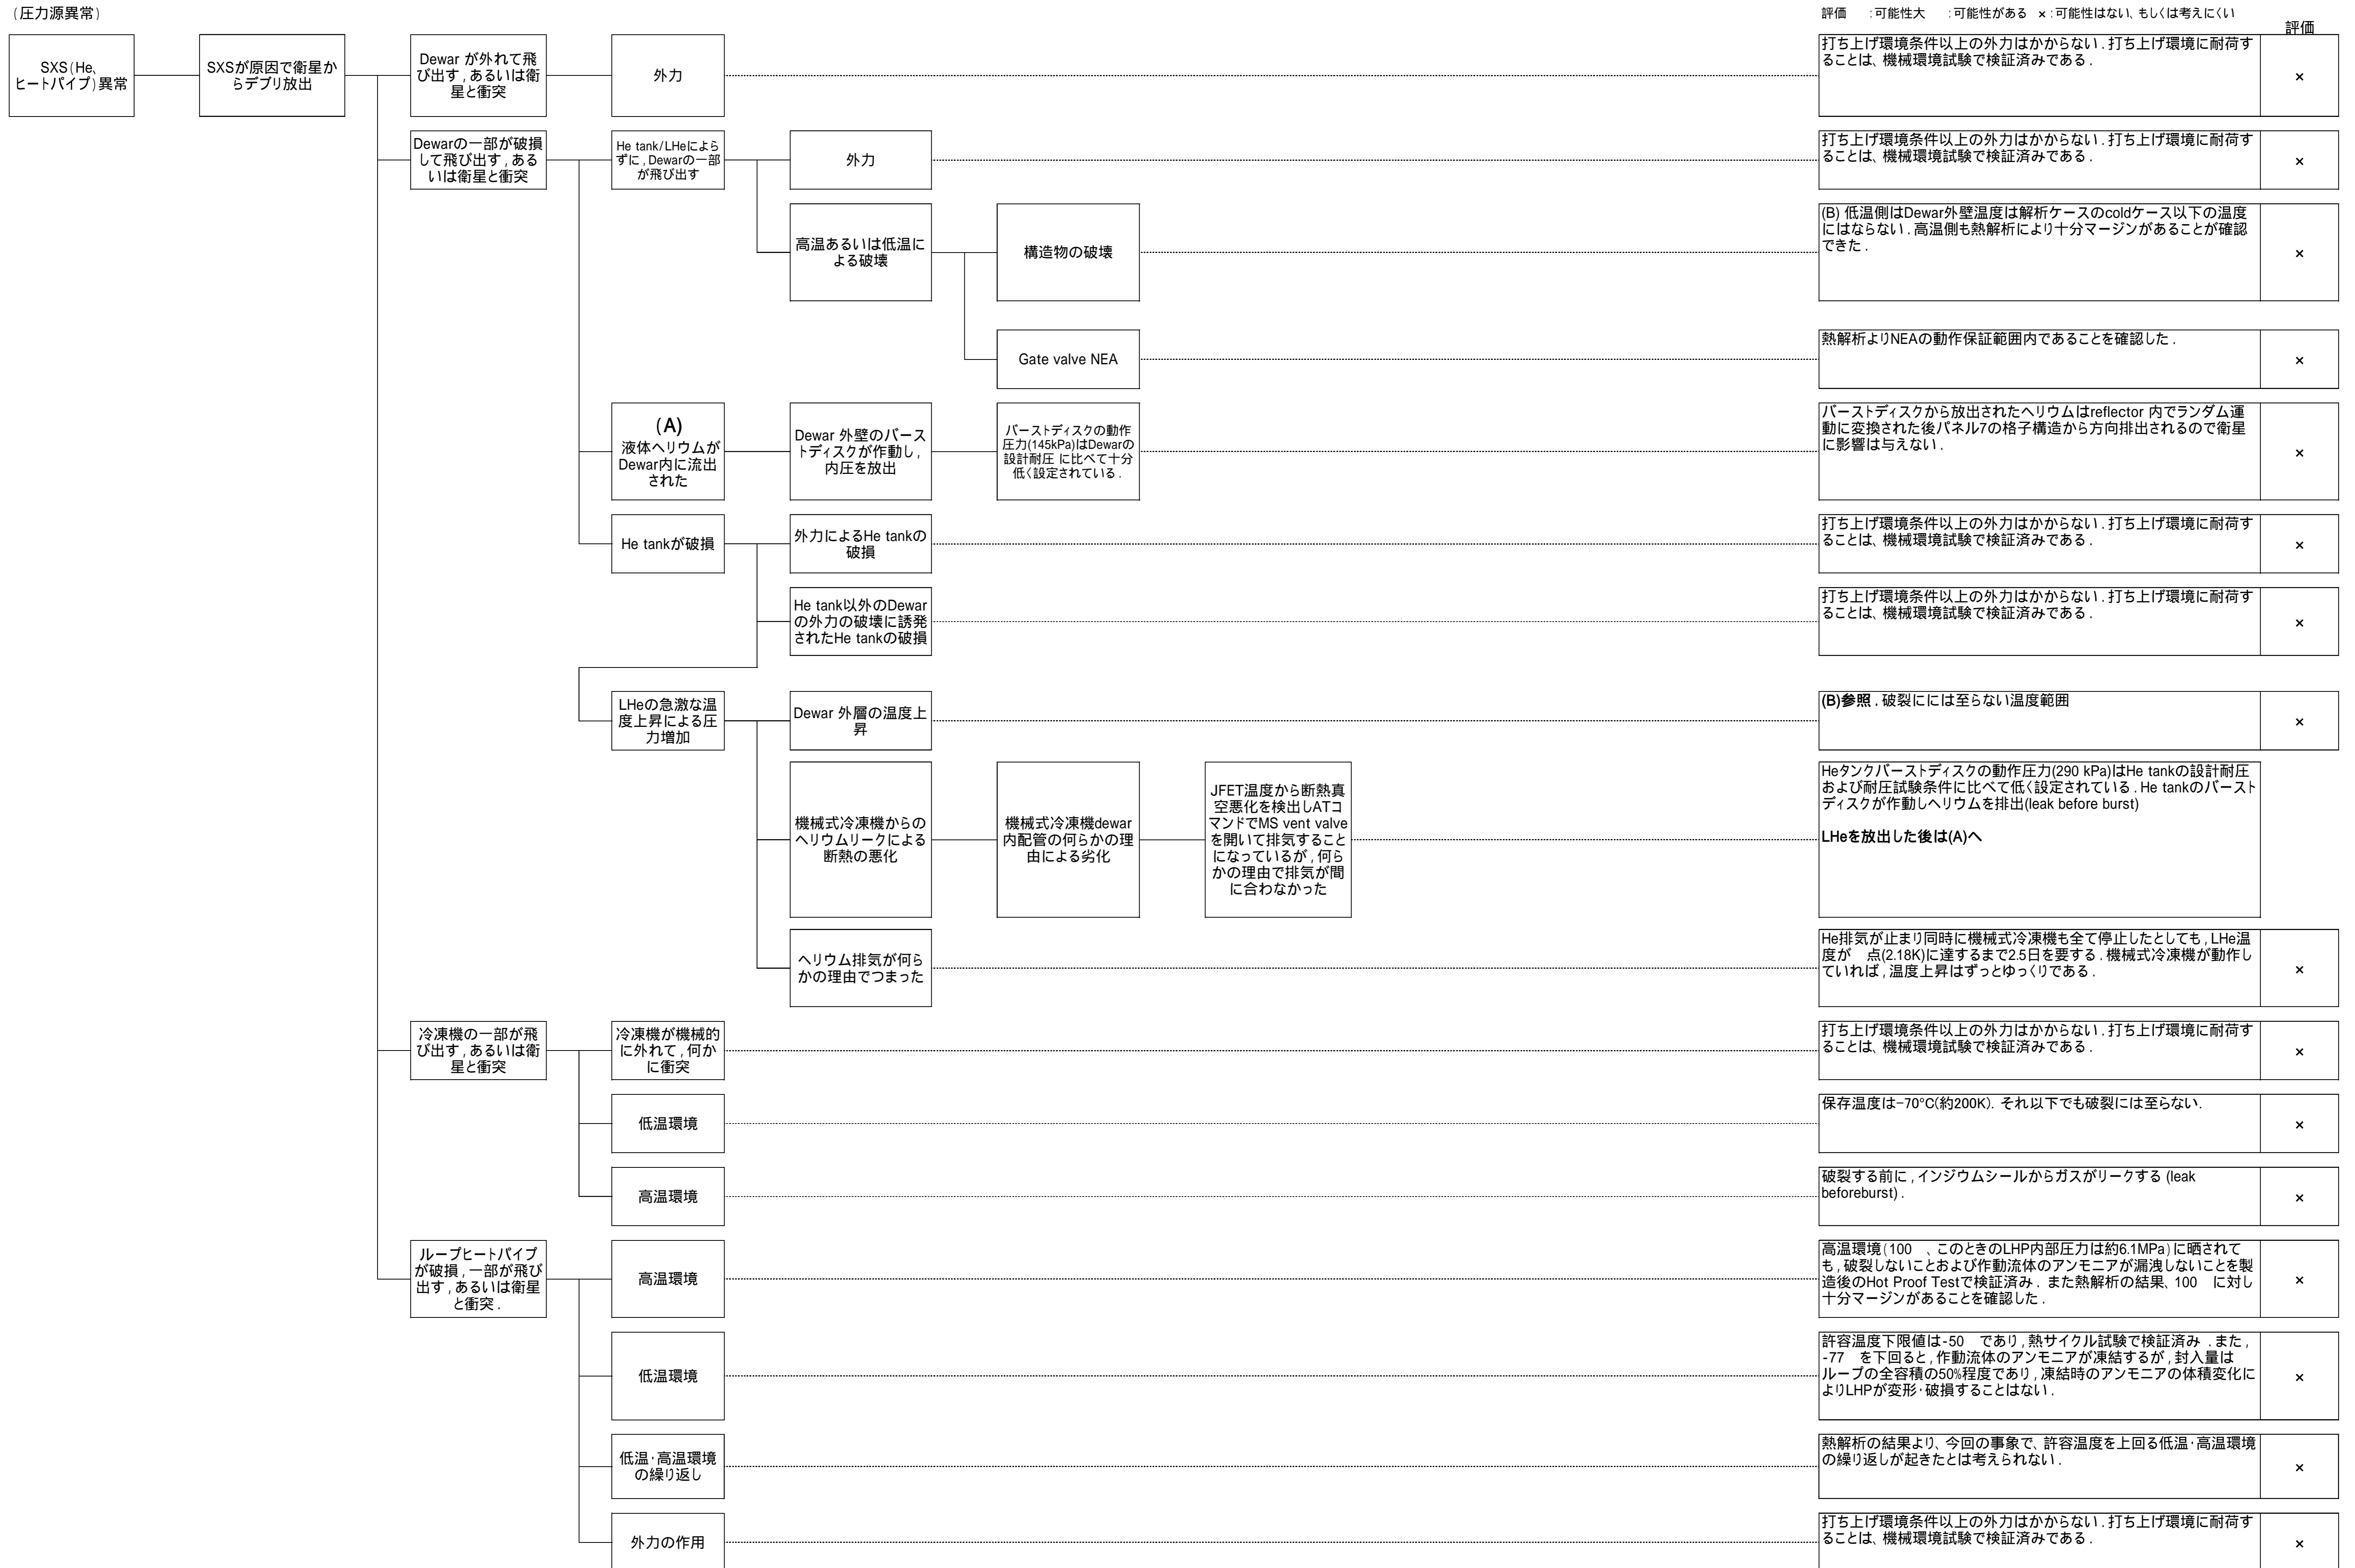 (圧力源異常)
評価　　:可能性大　　:可能性がある　×:可能性はない、もしくは考えにくい
評価
SXS(He、
ヒートパイプ)異常
SXSが原因で衛星か
らデブリ放出
Dewar が外れて飛
び出す,あるいは衛
星と衝突
外力
打ち上げ環境条件以上の外力はかからない.打ち上げ環境に耐荷す
ることは、機械環境試験で検証済みである.
×
Dewarの一部が破損
して飛び出す,ある
いは衛星と衝突
He tank/LHeによら
ずに,Dewarの一部
が飛び出す
外力
打ち上げ環境条件以上の外力はかからない.打ち上げ環境に耐荷す
ることは、機械環境試験で検証済みである.
×
高温あるいは低温に
よる破壊
構造物の破壊
(B) 低温側はDewar外壁温度は解析ケースのcoldケース以下の温度
にはならない.高温側も熱解析により十分マージンがあることが確認
できた.
×
Gate valve NEA
熱解析よりNEAの動作保証範囲内であることを確認した.
×
(A)
液体ヘリウムが
Dewar内に流出
された
Dewar 外壁のバース
トディスクが作動し,
内圧を放出
バーストディスクの動作
圧力(145kPa)はDewarの
設計耐圧 に比べて十分
低く設定されている.
バーストディスクから放出されたヘリウムはreflector 内でランダム運
動に変換された後パネル7の格子構造から方向排出されるので衛星
に影響は与えない.
×
He tankが破損
外力によるHe tankの
破損
打ち上げ環境条件以上の外力はかからない.打ち上げ環境に耐荷す
ることは、機械環境試験で検証済みである.
×
He tank以外のDewar
の外力の破壊に誘発
されたHe tankの破損
打ち上げ環境条件以上の外力はかからない.打ち上げ環境に耐荷す
ることは、機械環境試験で検証済みである.
×
LHeの急激な温
度上昇による圧
力増加
Dewar 外層の温度上
昇
(B)参照.破裂にには至らない温度範囲
×
機械式冷凍機からの
ヘリウムリークによる
断熱の悪化
機械式冷凍機dewar
内配管の何らかの理
由による劣化
JFET温度から断熱真
空悪化を検出しATコ
マンドでMS vent valve
を開いて排気すること
になっているが,何ら
かの理由で排気が間
に合わなかった
Heタンクバーストディスクの動作圧力(290 kPa)はHe tankの設計耐圧
および耐圧試験条件に比べて低く設定されている.He tankのバースト
ディスクが作動しヘリウムを排出(leak before burst)
LHeを放出した後は(A)へ
ヘリウム排気が何ら
かの理由でつまった
He排気が止まり同時に機械式冷凍機も全て停止したとしても,LHe温
度が　点(2.18K)に達するまで2.5日を要する.機械式冷凍機が動作し
ていれば,温度上昇はずっとゆっくりである.
×
冷凍機の一部が飛
び出す,あるいは衛
星と衝突
冷凍機が機械的
に外れて,何か
に衝突
打ち上げ環境条件以上の外力はかからない.打ち上げ環境に耐荷す
ることは、機械環境試験で検証済みである.
×
低温環境
保存温度は-70℃(約200K). それ以下でも破裂には至らない.
×
高温環境
破裂する前に,インジウムシールからガスがリークする (leak
beforeburst).
×
ループヒートパイプ
が破損,一部が飛び
出す,あるいは衛星
と衝突.
高温環境
高温環境(100　、このときのLHP内部圧力は約6.1MPa)に晒されて
も,破裂しないことおよび作動流体のアンモニアが漏洩しないことを製
造後のHot Proof Testで検証済み. また熱解析の結果、100　に対し
十分マージンがあることを確認した.
×
低温環境
許容温度下限値は-50　であり,熱サイクル試験で検証済み .また,
-77　を下回ると,作動流体のアンモニアが凍結するが,封入量は
ループの全容積の50%程度であり,凍結時のアンモニアの体積変化に
よりLHPが変形・破損することはない.
×
低温・高温環境
の繰り返し
熱解析の結果より、今回の事象で、許容温度を上回る低温・高温環境
の繰り返しが起きたとは考えられない.
×
外力の作用
打ち上げ環境条件以上の外力はかからない.打ち上げ環境に耐荷す
ることは、機械環境試験で検証済みである.
×